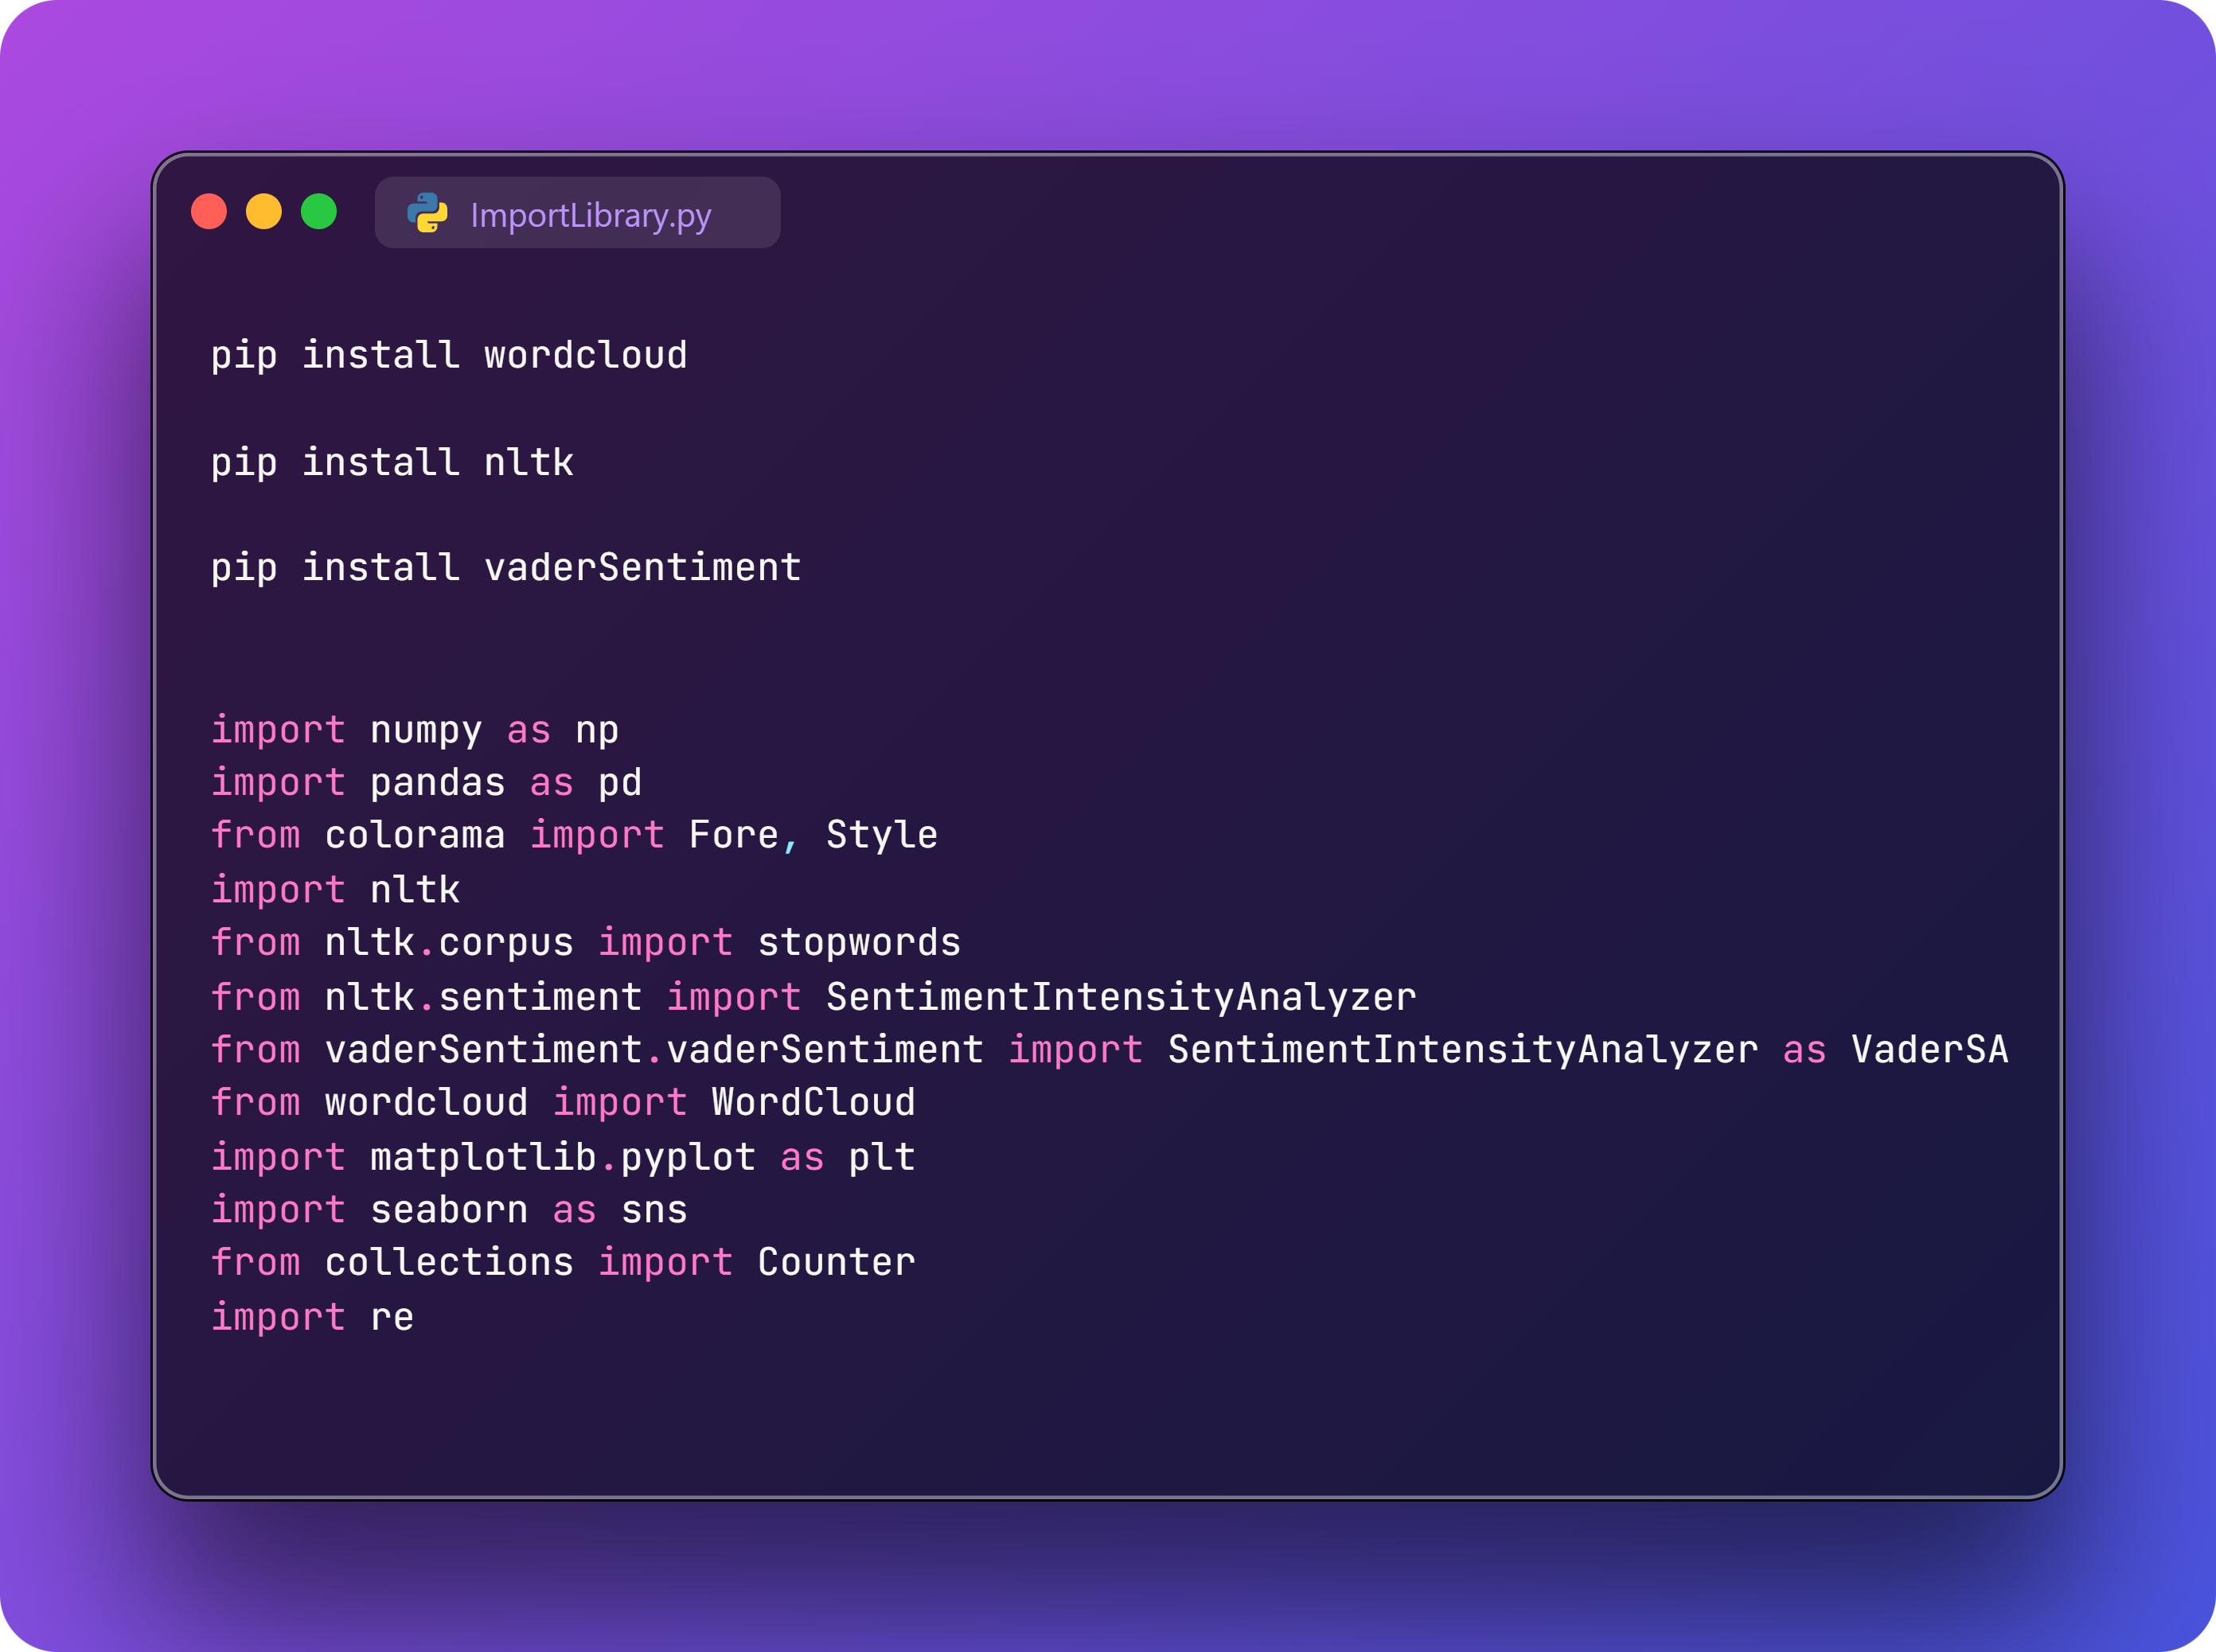 ImportLibrary.py
pip install wordcloud
pip install nltk
pip install vaderSentiment
import numpy as np
import pandas as pd
from colorama import Fore, Style
import nltk
from nltk.corpus import stopwords
from nltk.sentiment import SentimentIntensityAnalyzer
from vaderSentiment.vaderSentiment import SentimentIntensityAnalyzer as VaderSA
from wordcloud import WordCloud
import matplotlib.pyplot as plt
import seaborn as sns
from collections import Counter
import re